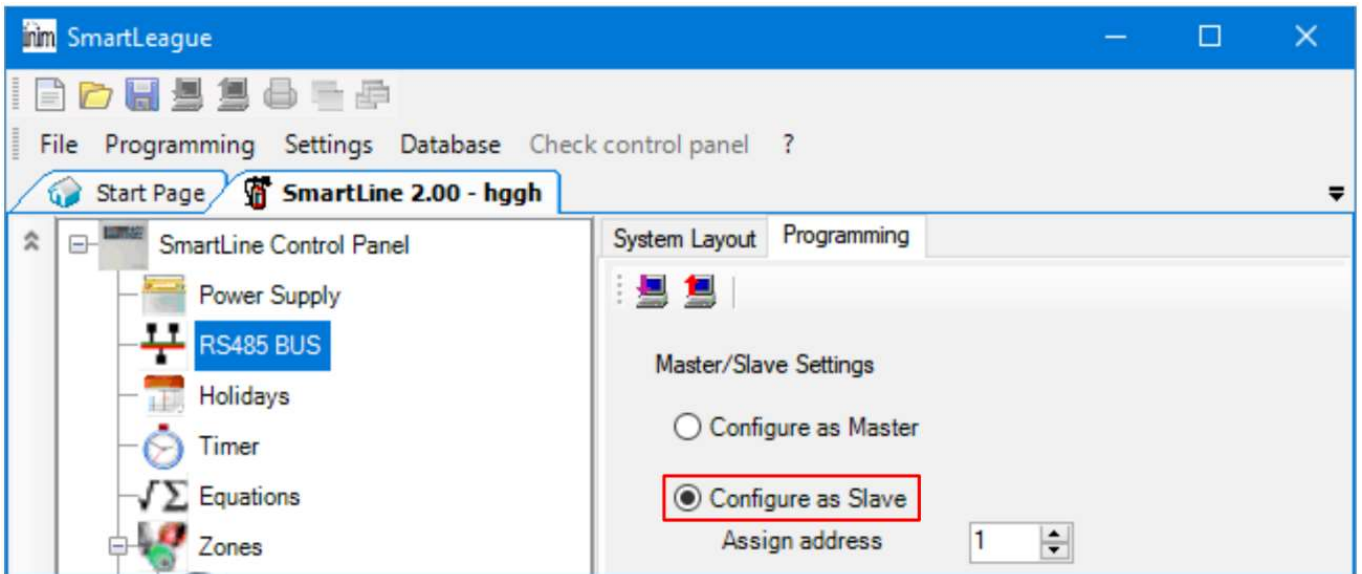 inim SmartLeague
File Programming Settings Database Check control panel ?
Start Page SmartLine 2.00 - hggh
SmartLine Control Panel
Power Supply
RS485 BUS
Holidays
Timer
Equations
Zones
System Layout Programming
Master/Slave Settings
Configure as Master
Configure as Slave
Assign address 1